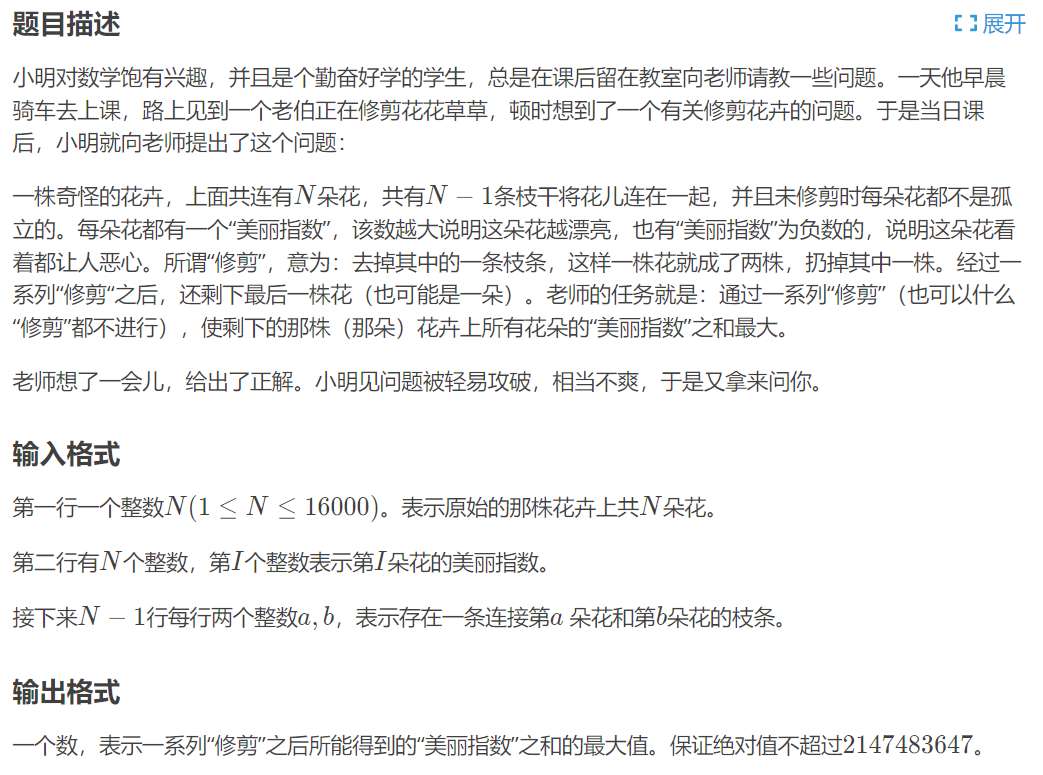 题目描述
展开
小明对数学饱有兴趣，并且是个勤奋好学的学生，总是在课后留在教室向老师请教一些问题。一天他早晨
骑车去上课，路上见到一个老伯正在修剪花花草草，顿时想到了一个有关修剪花卉的问题。于是当日课
后，小明就向老师提出了这个问题：
一株奇怪的花卉，上面共连有N朵花，共有N − 1条枝干将花儿连在一起，并且未修剪时每朵花都不是孤
立的。每朵花都有一个“美丽指数”，该数越大说明这朵花越漂亮，也有“美丽指数”为负数的，说明这朵花看
着都让人恶心。所谓“修剪”，意为：去掉其中的一条枝条，这样一株花就成了两株，扔掉其中一株。经过一
系列“修剪“之后，还剩下最后一株花（也可能是一朵）。老师的任务就是：通过一系列“修剪”（也可以什么
“修剪”都不进行），使剩下的那株（那朵）花卉上所有花朵的“美丽指数”之和最大。
老师想了一会儿，给出了正解。小明见问题被轻易攻破，相当不爽，于是又拿来问你。
输入格式
第一行一个整数N(1 ≤ N ≤ 16000)。表示原始的那株花卉上共N朵花。
第二行有N个整数，第I个整数表示第I朵花的美丽指数。
接下来N − 1行每行两个整数a, b，表示存在一条连接第a 朵花和第b朵花的枝条。
输出格式
一个数，表示一系列“修剪”之后所能得到的“美丽指数”之和的最大值。保证绝对值不超过2147483647。